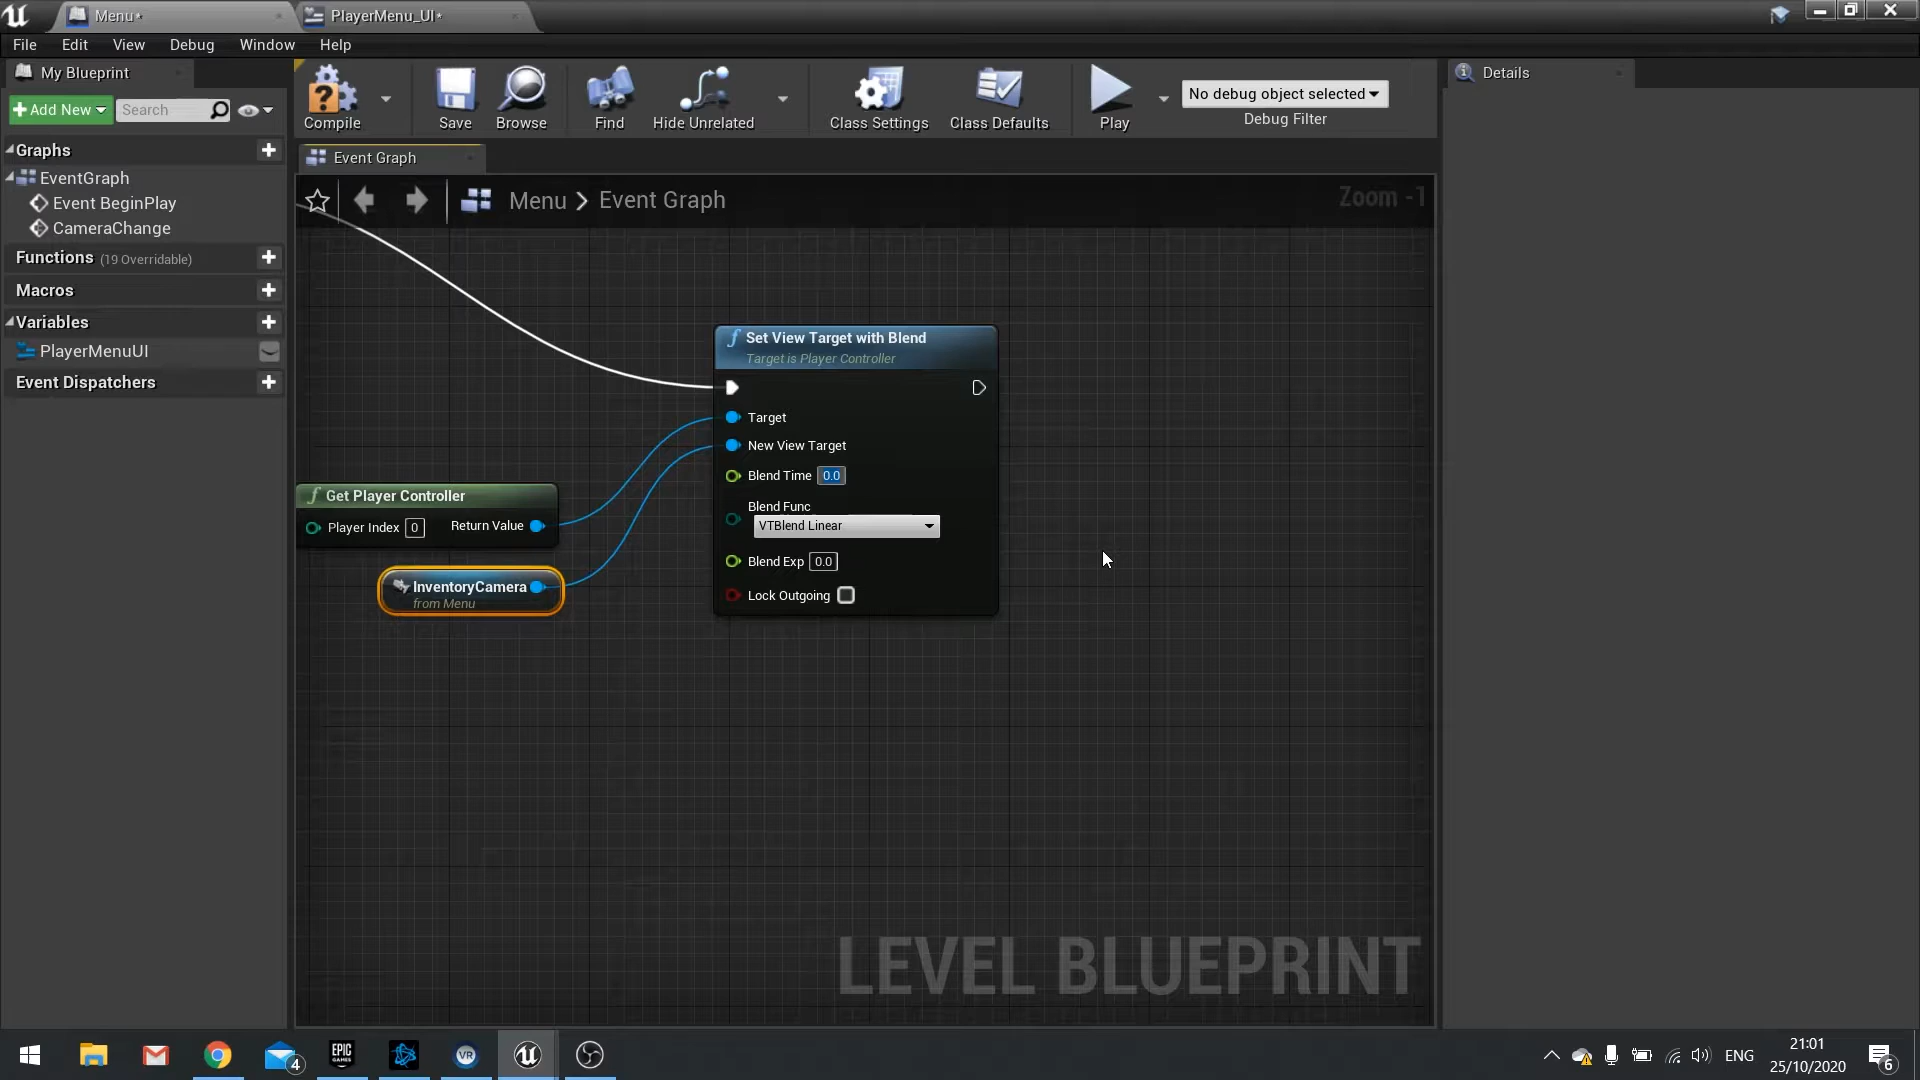 Menu*
PlayerMenu_UI*
File Edit View Debug Window Help
My Blueprint
Add New
Search
Compile
Save
Browse
Find
Hide Unrelated
Class Settings
Class Defaults
Play
No debug object selected
Debug Filter
Details
Graphs
EventGraph
Event BeginPlay
CameraChange
Functions (19 Overridable)
Macros
Variables
PlayerMenuUI
Event Dispatchers
Event Graph
Menu > Event Graph
Zoom -1
Set View Target with Blend
Target is Player Controller
Target
New View Target
Blend Time 0.0
Blend Func
VTBlend Linear
Blend Exp 0.0
Lock Outgoing
Get Player Controller
Player Index 0 Return Value
InventoryCamera
from Menu
LEVEL BLUEPRINT
4
EPIC
GAMES
VR
ENG
21:01
25/10/2020
6